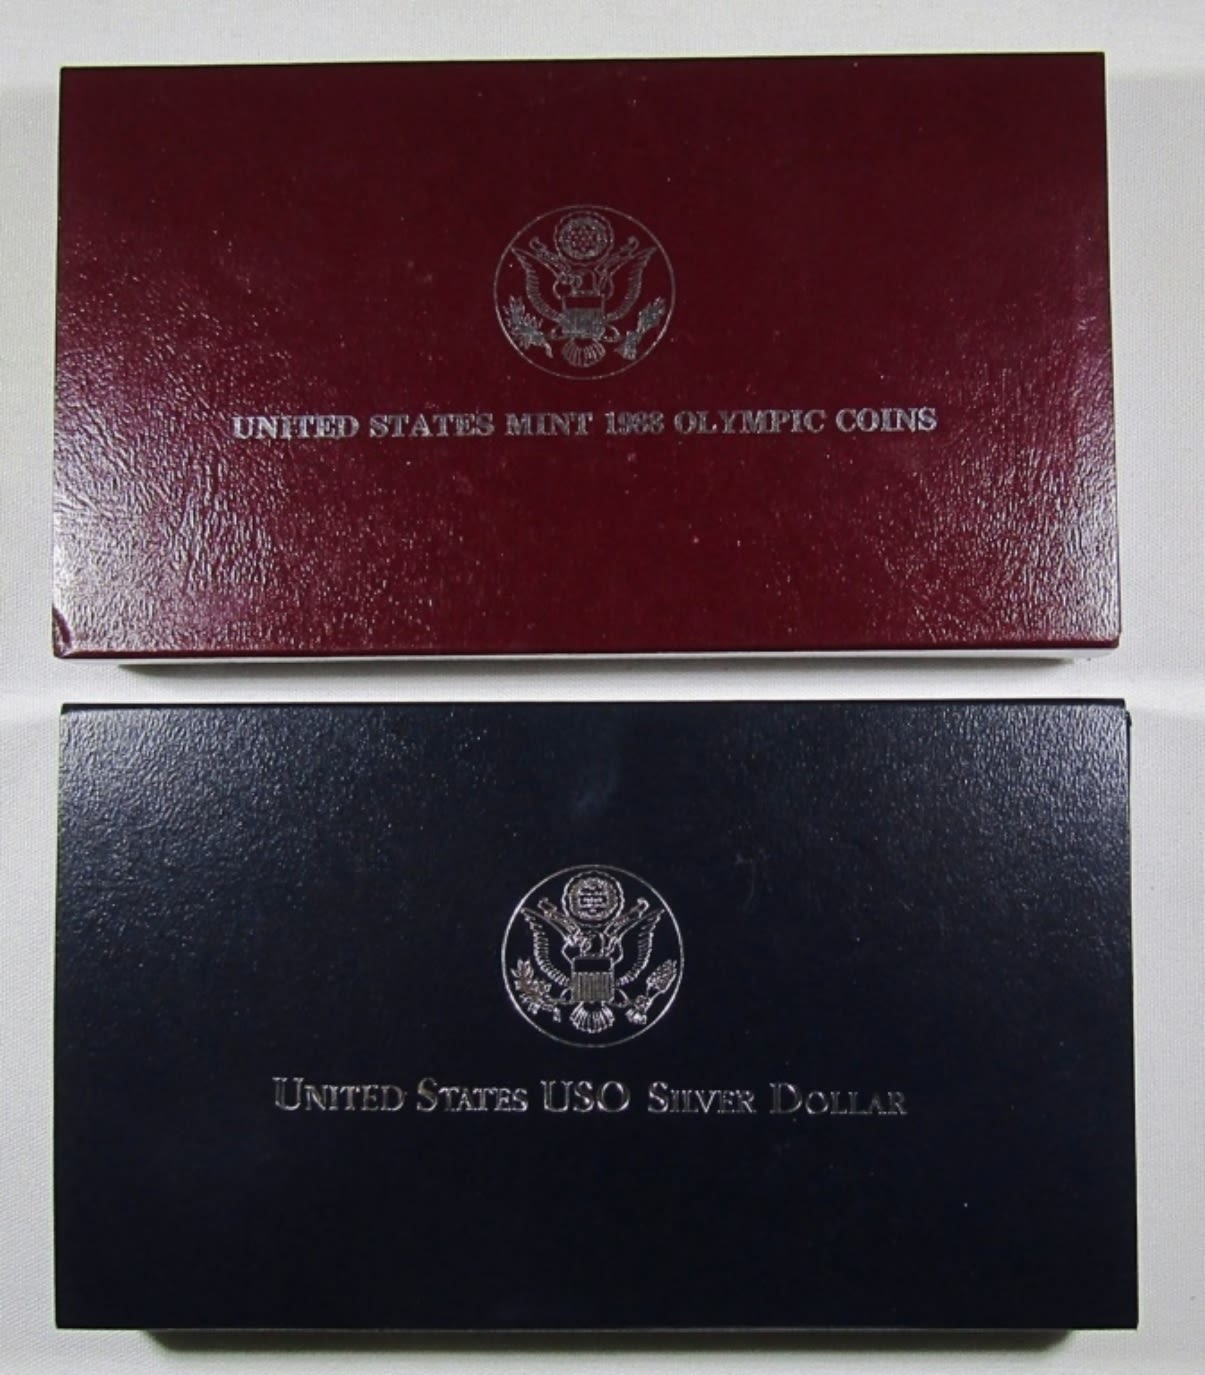 UNITED STATES MINT 1988 OLYMPIC COINS
UNITED STATES USO SILVER DOLLAR